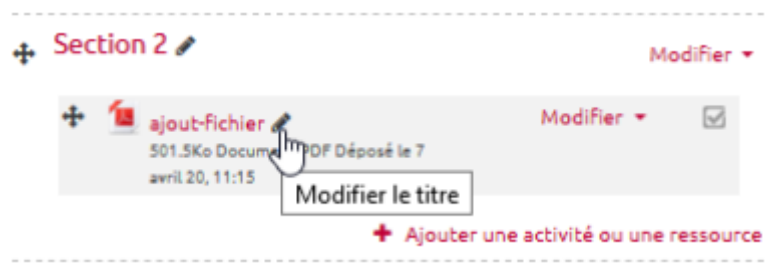 Section 2
Modifier
ajout-fichier
Modifier
501.5Ko Docume PDF Déposé le 7
avril 20, 11:15
Modifier le titre
Ajouter une activité ou une ressource